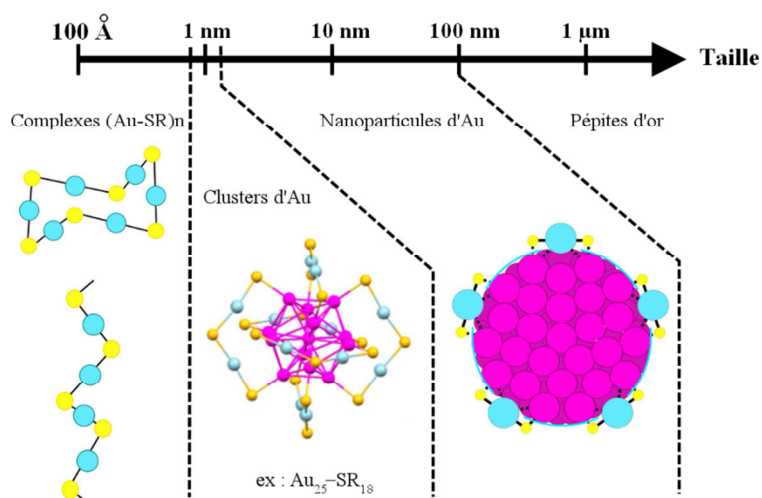 100 Å 1 nm 10 nm 100 nm 1 µm
Taille
Complexes (Au-SR)n
Nanoparticules d'Au
Pépites d'or
Clusters d'Au
ex : Au₂₅–SR₁₈